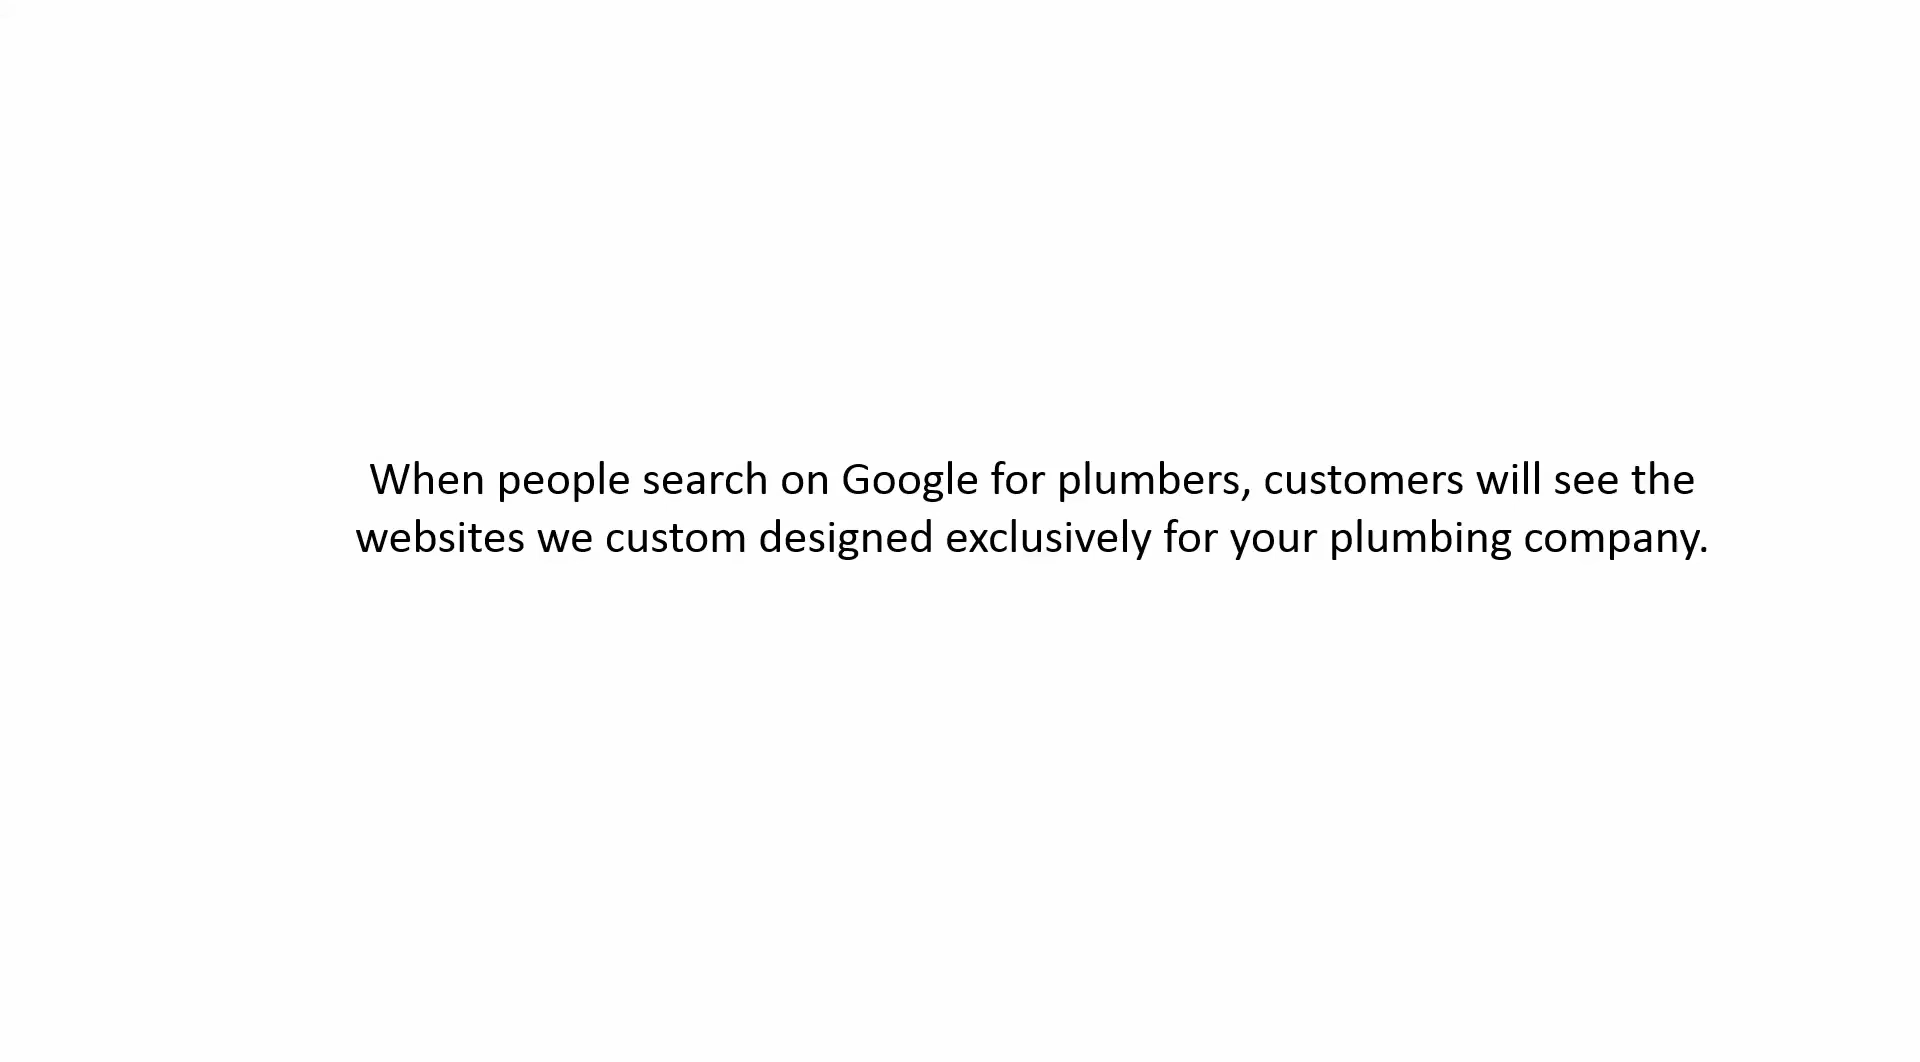 When people search on Google for plumbers, customers will see the
websites we custom designed exclusively for your plumbing company.